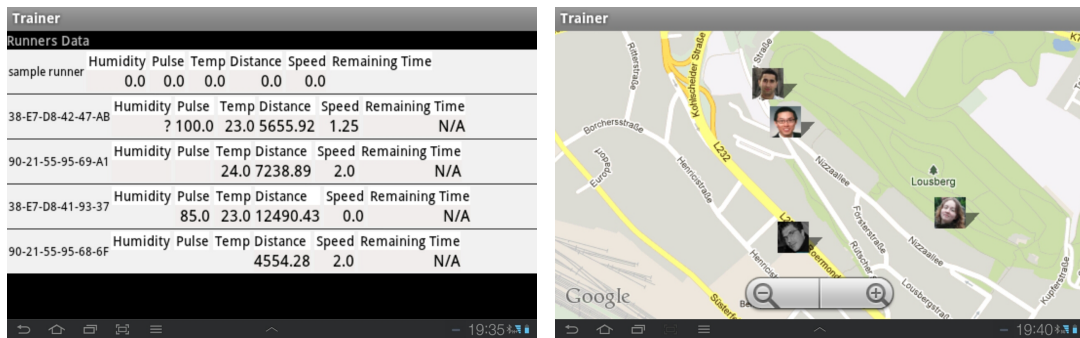 Trainer
Runners Data
Humidity Pulse Temp Distance Speed Remaining Time
sample runner
0.0 0.0 0.0 0.0 0.0
Humidity Pulse Temp Distance Speed Remaining Time
38-E7-D8-42-47-AB
? 100.0 23.0 5655.92 1.25 N/A
Humidity Pulse Temp Distance Speed Remaining Time
90-21-55-95-69-A1
24.0 7238.89 2.0 N/A
Humidity Pulse Temp Distance Speed Remaining Time
38-E7-D8-41-93-37
85.0 23.0 12490.43 0.0 N/A
Humidity Pulse Temp Distance Speed Remaining Time
90-21-55-95-68-6F
4554.28 2.0 N/A
19:35
Trainer
Ritterstraße
Kohlscheider Straße
Straße
Borchersstraße
L232
Henricistraße
Nizzaallee
Lousberg
Försterstraße
Nizzaallee
Kupferstraße
Lousbergstraß
Rütscher
Google
19:40